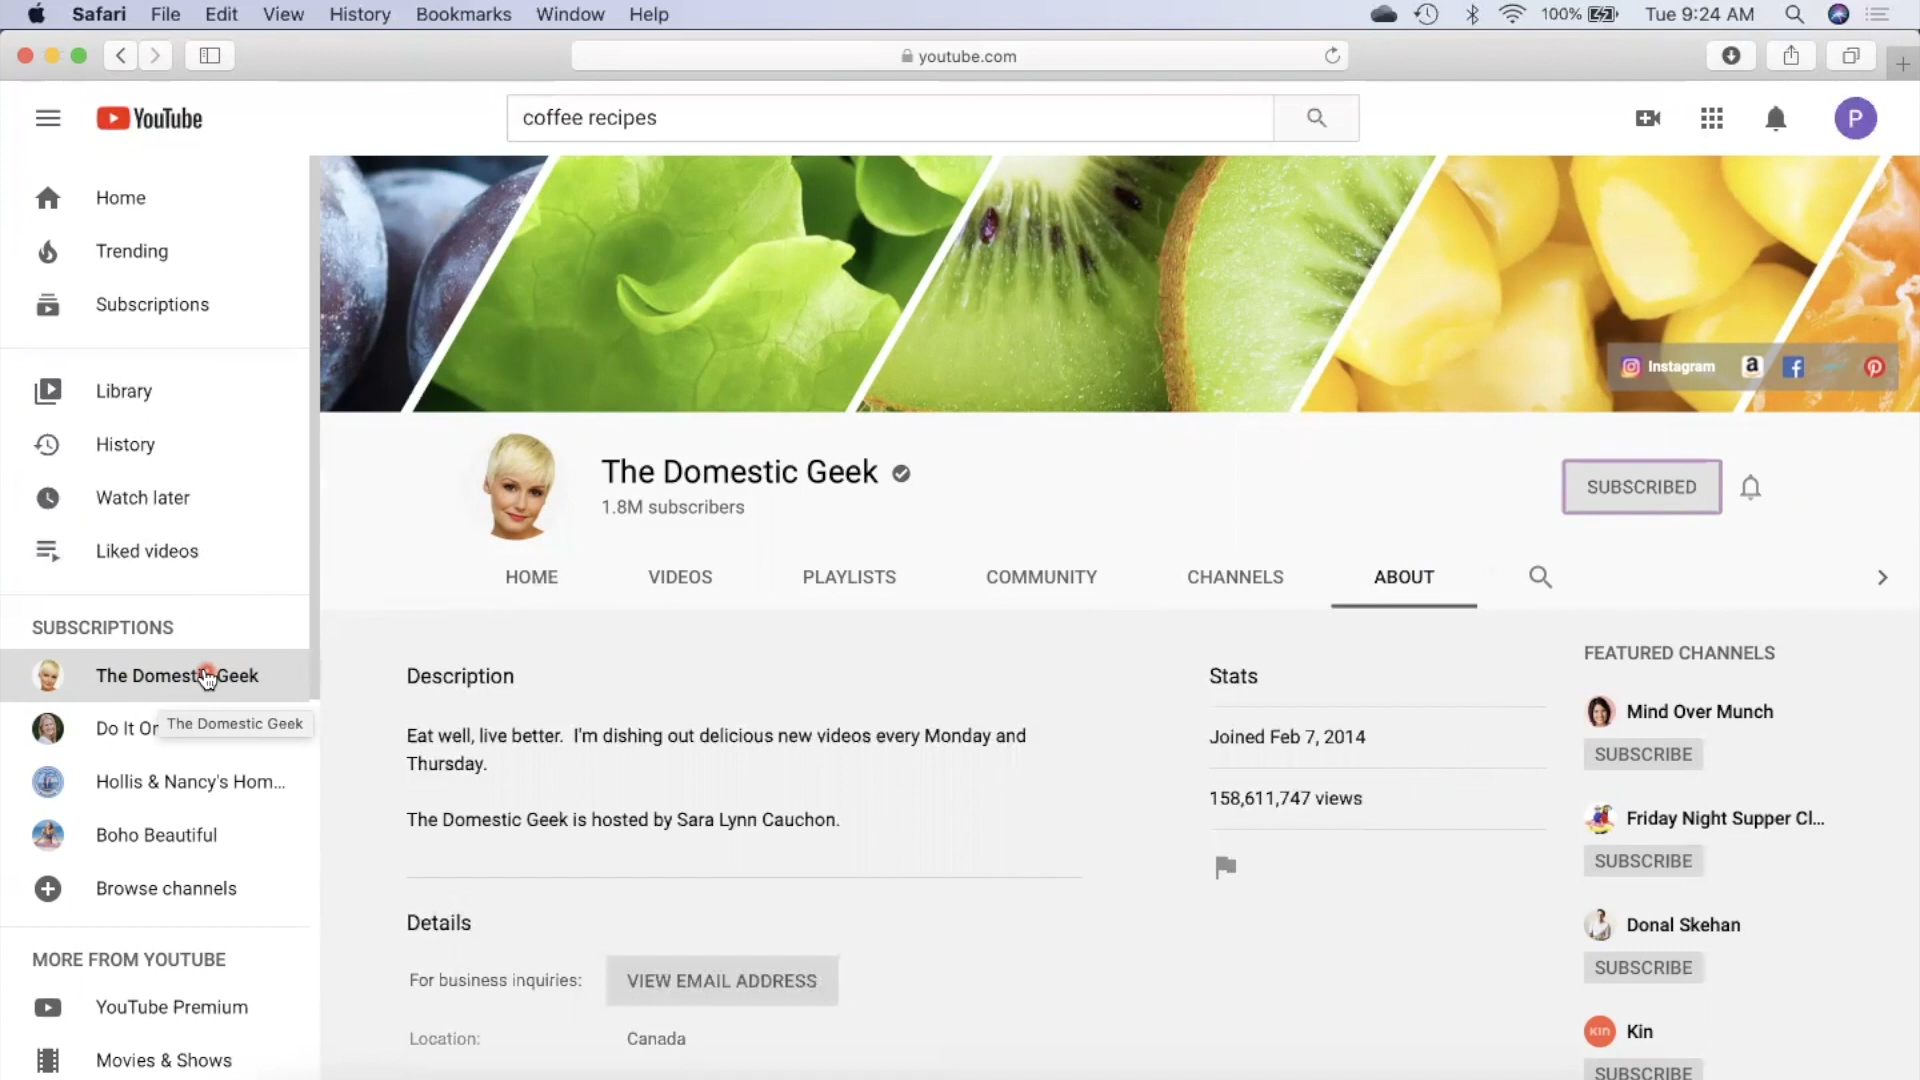 Safari File Edit View History Bookmarks Window Help 100% Tue 9:24 AM
youtube.com
YouTube
coffee recipes
P
Home
Trending
Subscriptions
Library
History
Watch later
Liked videos
SUBSCRIPTIONS
The Domestic Geek
Do It Or
The Domestic Geek
Hollis & Nancy's Hom...
Boho Beautiful
Browse channels
MORE FROM YOUTUBE
YouTube Premium
Movies & Shows
Instagram
The Domestic Geek
1.8M subscribers
SUBSCRIBED
HOME VIDEOS PLAYLISTS COMMUNITY CHANNELS ABOUT
Description
Eat well, live better. I'm dishing out delicious new videos every Monday and
Thursday.
The Domestic Geek is hosted by Sara Lynn Cauchon.
Details
For business inquiries: VIEW EMAIL ADDRESS
Location: Canada
Stats
Joined Feb 7, 2014
158,611,747 views
FEATURED CHANNELS
Mind Over Munch
SUBSCRIBE
Friday Night Supper Cl...
SUBSCRIBE
Donal Skehan
SUBSCRIBE
KIN
Kin
SUBSCRIBE